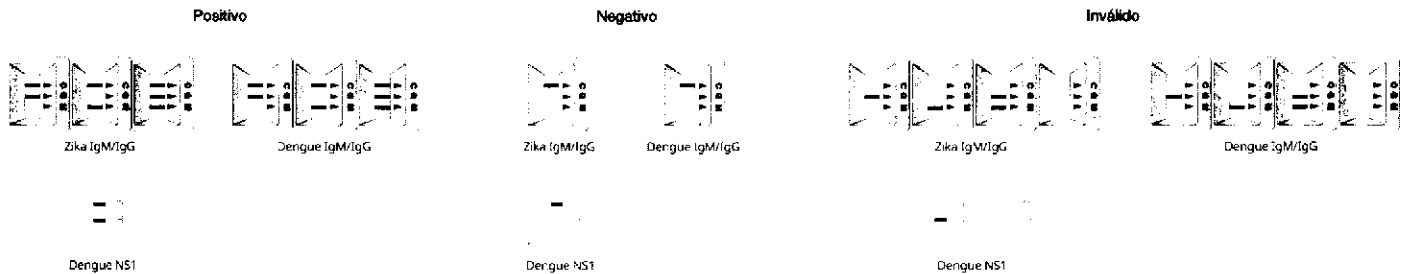 Positivo Negativo Inválido
Zika IgM/IgG Dengue IgM/IgG Zika IgM/IgG Dengue IgM/IgG Zika IgM/IgG Dengue IgM/IgG
Dengue NS1 Dengue NS1 Dengue NS1